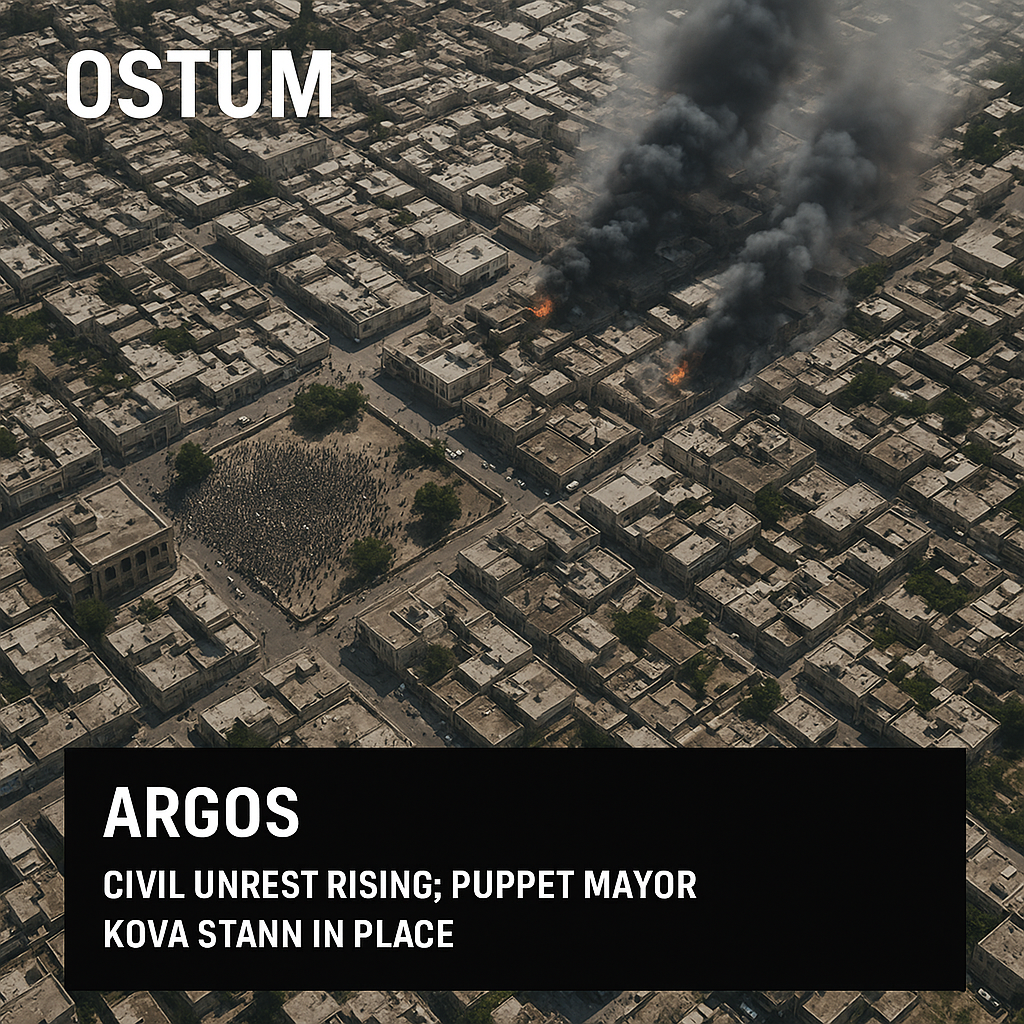 OSTUM
ARGOS
CIVIL UNREST RISING; PUPPET MAYOR
KOVA STANN IN PLACE